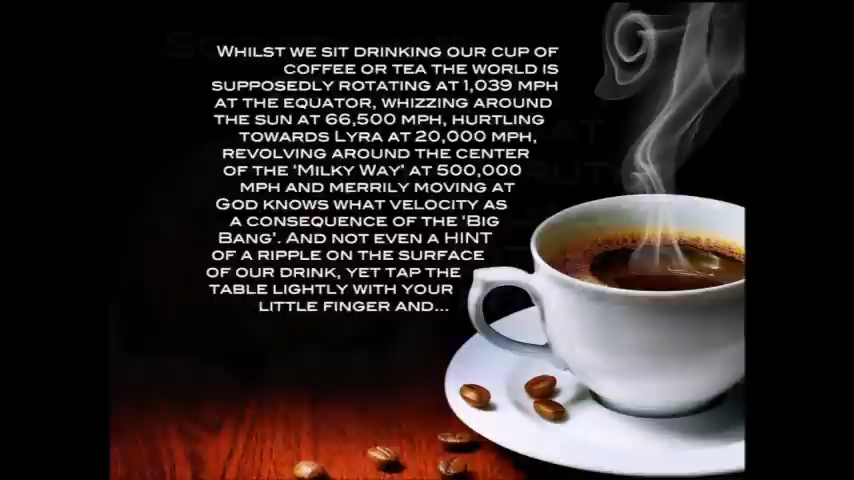 WHILST WE SIT DRINKING OUR CUP OF
COFFEE OR TEA THE WORLD IS
SUPPOSEDLY ROTATING AT 1,039 MPH
AT THE EQUATOR, WHIZZING AROUND
THE SUN AT 66,500 MPH, HURTLING
TOWARDS LYRA AT 20,000 MPH,
REVOLVING AROUND THE CENTER
OF THE ‘MILKY WAY’ AT 500,000
MPH AND MERRILY MOVING AT
GOD KNOWS WHAT VELOCITY AS
A CONSEQUENCE OF THE ‘BIG
BANG’. AND NOT EVEN A HINT
OF A RIPPLE ON THE SURFACE
OF OUR DRINK, YET TAP THE
TABLE LIGHTLY WITH YOUR
LITTLE FINGER AND...